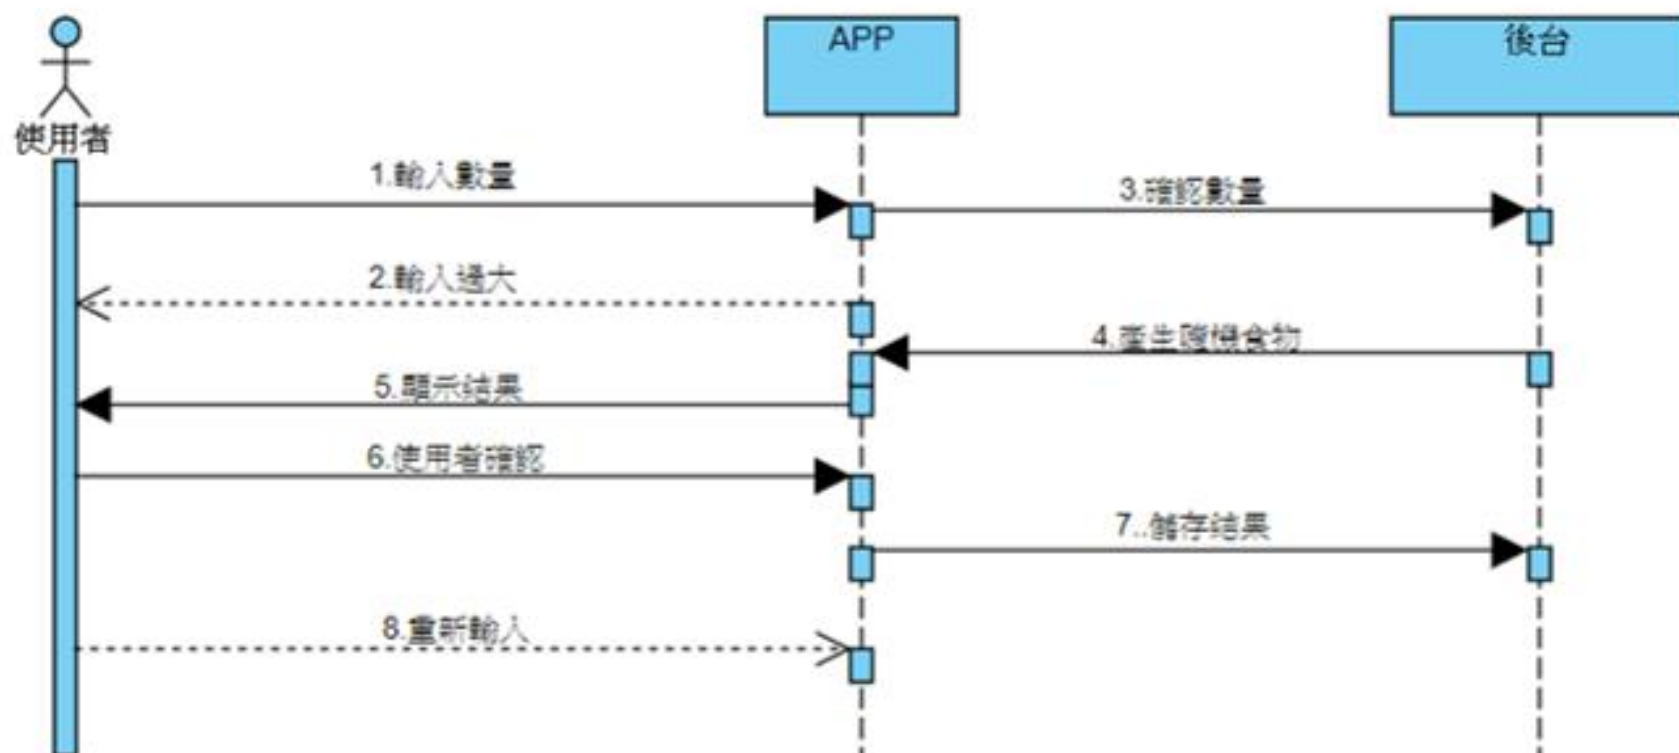 APP
後台
使用者
1.輸入數量
3.確認數量
2.輸入過大
4.產生隨機食物
5.顯示結果
6.使用者確認
7..儲存结果
8.重新輸入